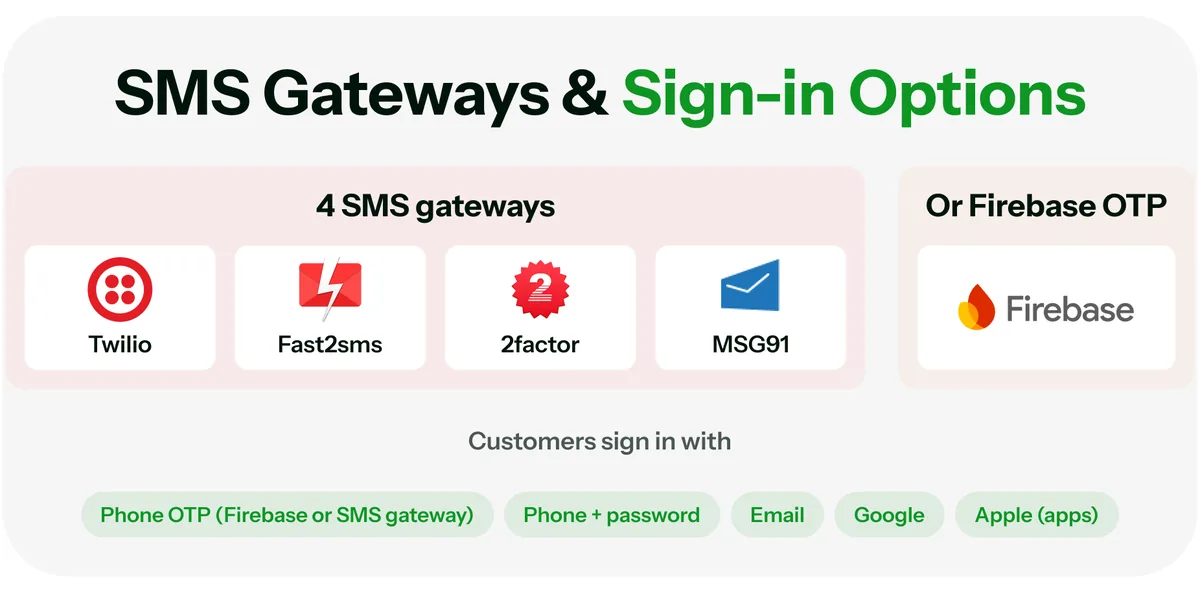 SMS Gateways & Sign-in Options
4 SMS gateways
Or Firebase OTP
Twilio
Fast2sms
2
2factor
MSG91
Firebase
Customers sign in with
Phone OTP (Firebase or SMS gateway)
Phone + password
Email
Google
Apple (apps)